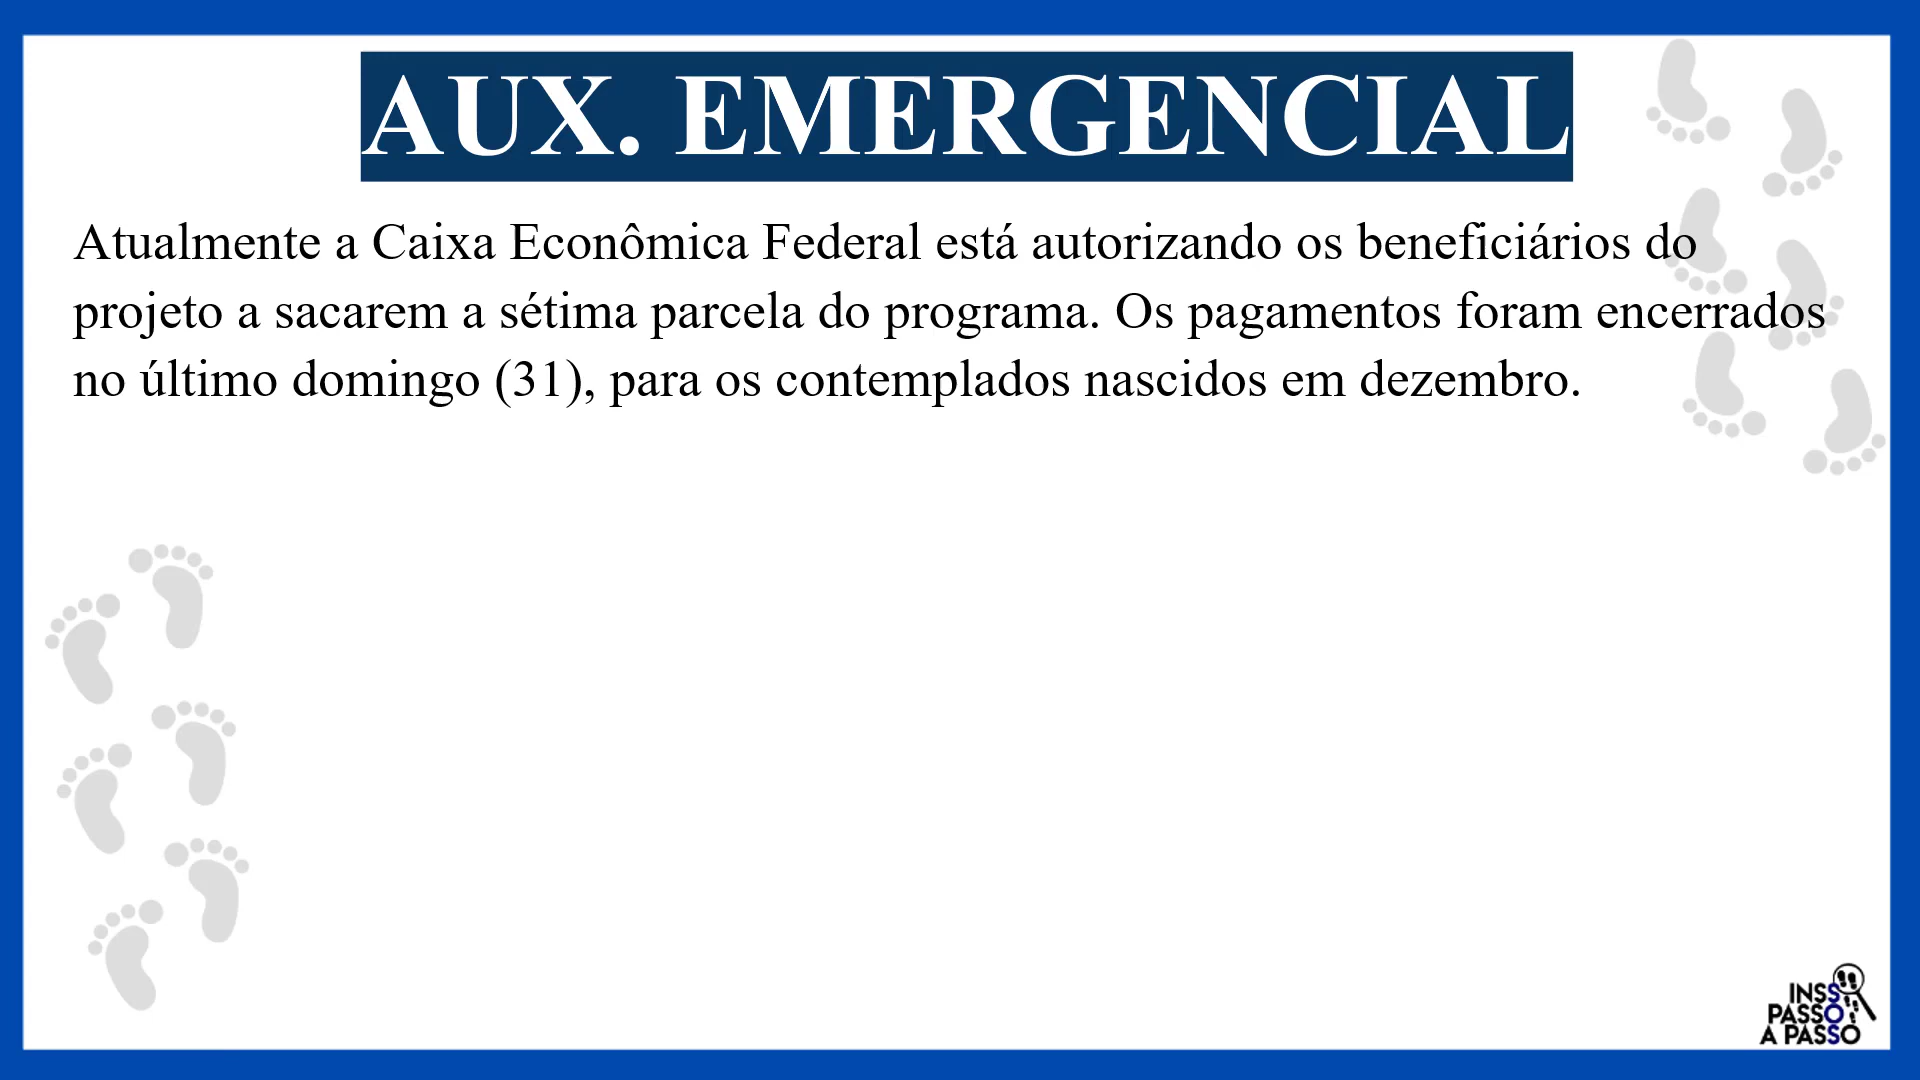 AUX. EMERGENCIAL
Atualmente a Caixa Econômica Federal está autorizando os beneficiários do
projeto a sacarem a sétima parcela do programa. Os pagamentos foram encerrados
no último domingo (31), para os contemplados nascidos em dezembro.
INSS
PASSO
A PASSO